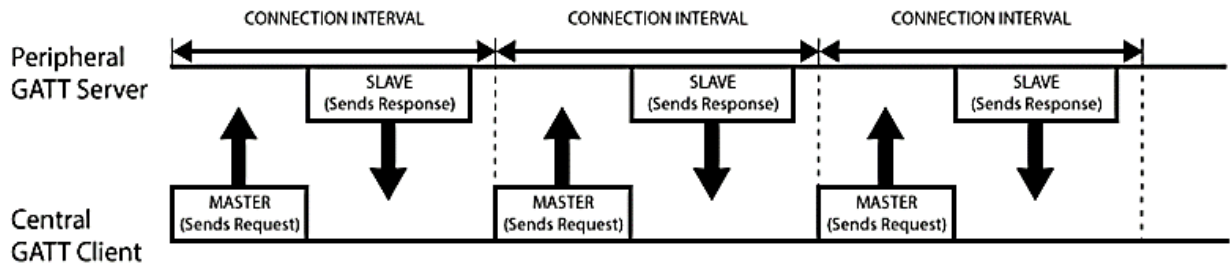 CONNECTION INTERVAL CONNECTION INTERVAL CONNECTION INTERVAL
Peripheral
GATT Server
SLAVE
(Sends Response)
SLAVE
(Sends Response)
SLAVE
(Sends Response)
MASTER
(Sends Request)
MASTER
(Sends Request)
MASTER
(Sends Request)
Central
GATT Client